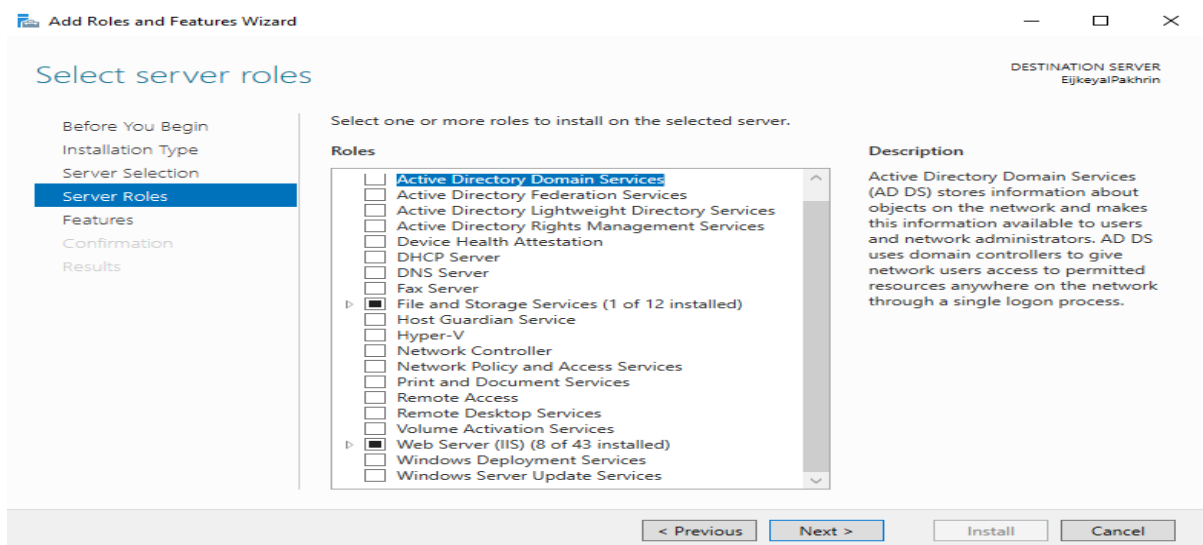 Add Roles and Features Wizard
Select server roles
DESTINATION SERVER
EijkeyalPakhrin
Before You Begin
Installation Type
Server Selection
Server Roles
Features
Confirmation
Results
Select one or more roles to install on the selected server.
Roles
Active Directory Domain Services
Active Directory Federation Services
Active Directory Lightweight Directory Services
Active Directory Rights Management Services
Device Health Attestation
DHCP Server
DNS Server
Fax Server
File and Storage Services (1 of 12 installed)
Host Guardian Service
Hyper-V
Network Controller
Network Policy and Access Services
Print and Document Services
Remote Access
Remote Desktop Services
Volume Activation Services
Web Server (IIS) (8 of 43 installed)
Windows Deployment Services
Windows Server Update Services
Description
Active Directory Domain Services
(AD DS) stores information about
objects on the network and makes
this information available to users
and network administrators. AD DS
uses domain controllers to give
network users access to permitted
resources anywhere on the network
through a single logon process.
< Previous
Next >
Install
Cancel